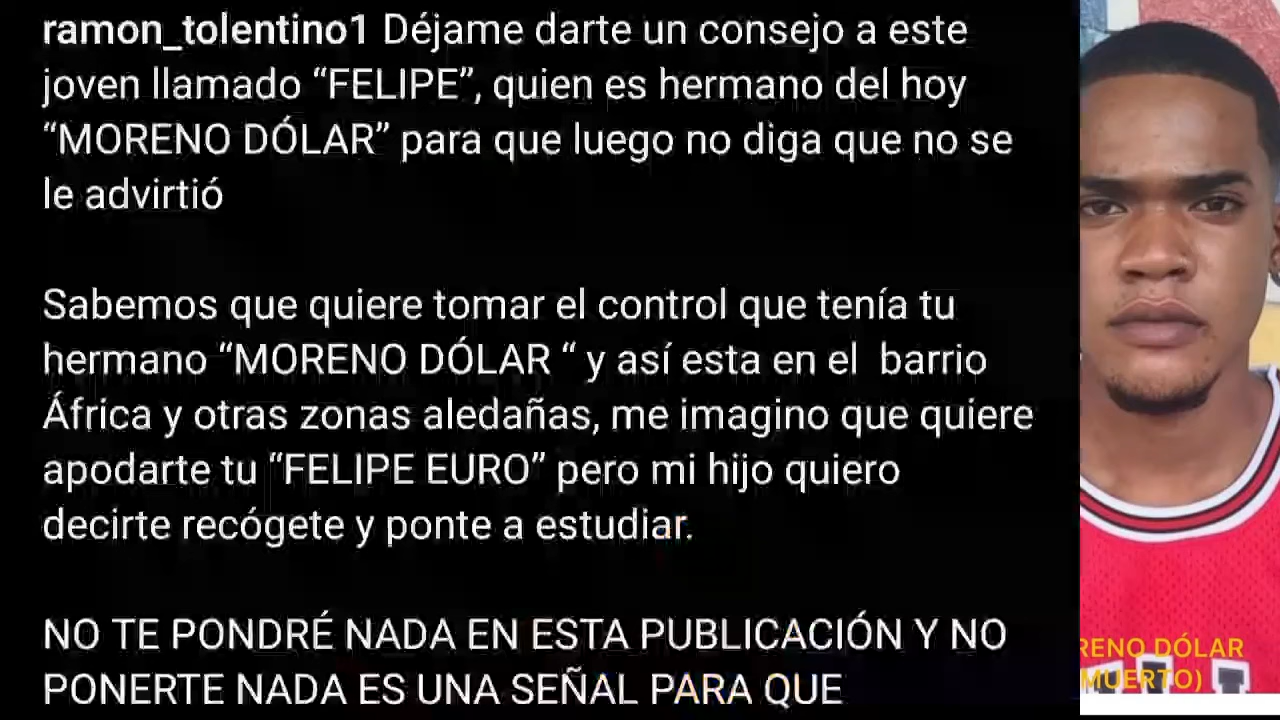 ramon_tolentino1 Déjame darte un consejo a este
joven llamado “FELIPE”, quien es hermano del hoy
“MORENO DÓLAR” para que luego no diga que no se
le advirtió
Sabemos que quiere tomar el control que tenía tu
hermano “MORENO DÓLAR “ y así esta en el  barrio
África y otras zonas aledañas, me imagino que quiere
apodarte tu “FELIPE EURO” pero mi hijo quiero
decirte recógete y ponte a estudiar.
NO TE PONDRÉ NADA EN ESTA PUBLICACIÓN Y NO
PONERTE NADA ES UNA SEÑAL PARA QUE
RENO DÓLAR
MUERTO)